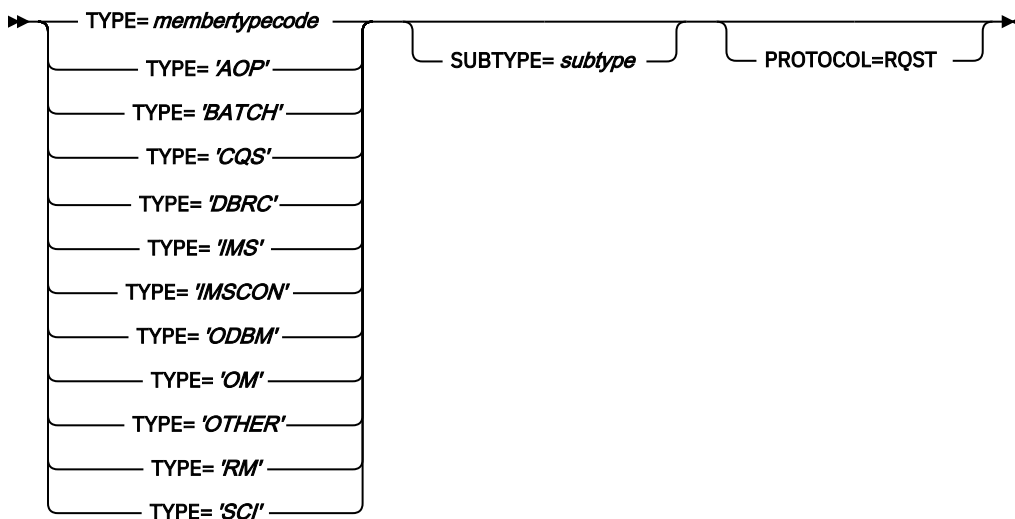 TYPE= membertypecode
SUBTYPE= subtype
PROTOCOL=RQST
TYPE= 'AOP'
TYPE= 'BATCH'
TYPE= 'CQS'
TYPE= 'DBRC'
TYPE= 'IMS'
TYPE= 'IMSCON'
TYPE= 'ODBM'
TYPE= 'OM'
TYPE= 'OTHER'
TYPE= 'RM'
TYPE= 'SCI'